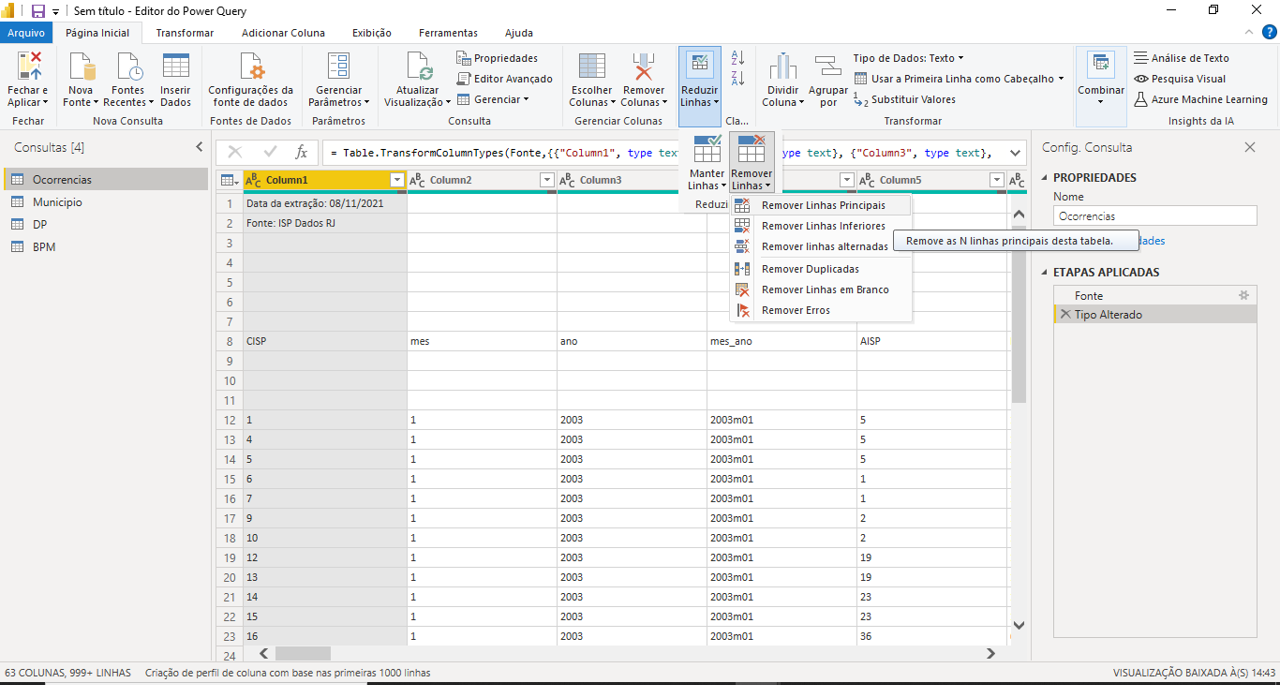 Sem título - Editor do Power Query
Arquivo Página Inicial Transformar Adicionar Coluna Exibição Ferramentas Ajuda
Fechar e Aplicar
Fechar
Nova Fonte
Fontes Recentes
Inserir Dados
Nova Consulta
Configurações da fonte de dados
Fontes de Dados
Gerenciar Parâmetros
Parâmetros
Atualizar Visualização
Propriedades
Editor Avançado
Gerenciar
Consulta
Escolher Colunas
Remover Colunas
Gerenciar Colunas
Reduzir Linhas
Cla...
Dividir Coluna
Agrupar por
Tipo de Dados: Texto
Usar a Primeira Linha como Cabeçalho
Substituir Valores
Transformar
Combinar
Análise de Texto
Pesquisa Visual
Azure Machine Learning
Insights da IA
Manter Linhas
Remover Linhas
Reduzi
Remover Linhas Principais
Remover Linhas Inferiores
Remover linhas alternadas
Remover Duplicadas
Remover Linhas em Branco
Remover Erros
Remove as N linhas principais desta tabela.
Consultas [4]
Ocorrencias
Municipio
DP
BPM
= Table.TransformColumnTypes(Fonte,{{"Column1", type tex ype text}, {"Column3", type text},
Column1 Column2 Column3 Column5
1 Data da extração: 08/11/2021
2 Fonte: ISP Dados RJ
3
4
5
6
7
8 CISP mes ano mes_ano AISP
9
10
11
12 1 1 2003 2003m01 5
13 4 1 2003 2003m01 5
14 5 1 2003 2003m01 5
15 6 1 2003 2003m01 1
16 7 1 2003 2003m01 1
17 9 1 2003 2003m01 2
18 10 1 2003 2003m01 2
19 12 1 2003 2003m01 19
20 13 1 2003 2003m01 19
21 14 1 2003 2003m01 23
22 15 1 2003 2003m01 23
23 16 1 2003 2003m01 36
24
Config. Consulta
PROPRIEDADES
Nome
Ocorrencias
dades
ETAPAS APLICADAS
Fonte
Tipo Alterado
63 COLUNAS, 999+ LINHAS Criação de perfil de coluna com base nas primeiras 1000 linhas
VISUALIZAÇÃO BAIXADA À(S) 14:43